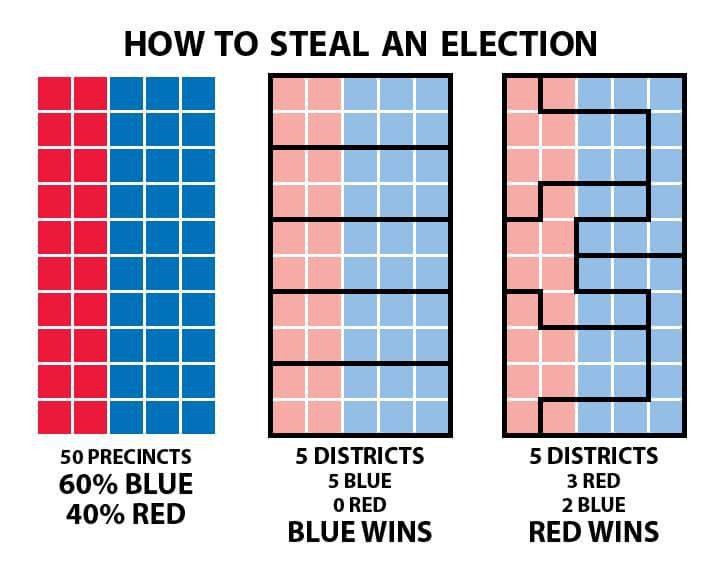 HOW TO STEAL AN ELECTION
50 PRECINCTS
60% BLUE
40% RED
5 DISTRICTS
5 BLUE
0 RED
BLUE WINS
5 DISTRICTS
3 RED
2 BLUE
RED WINS